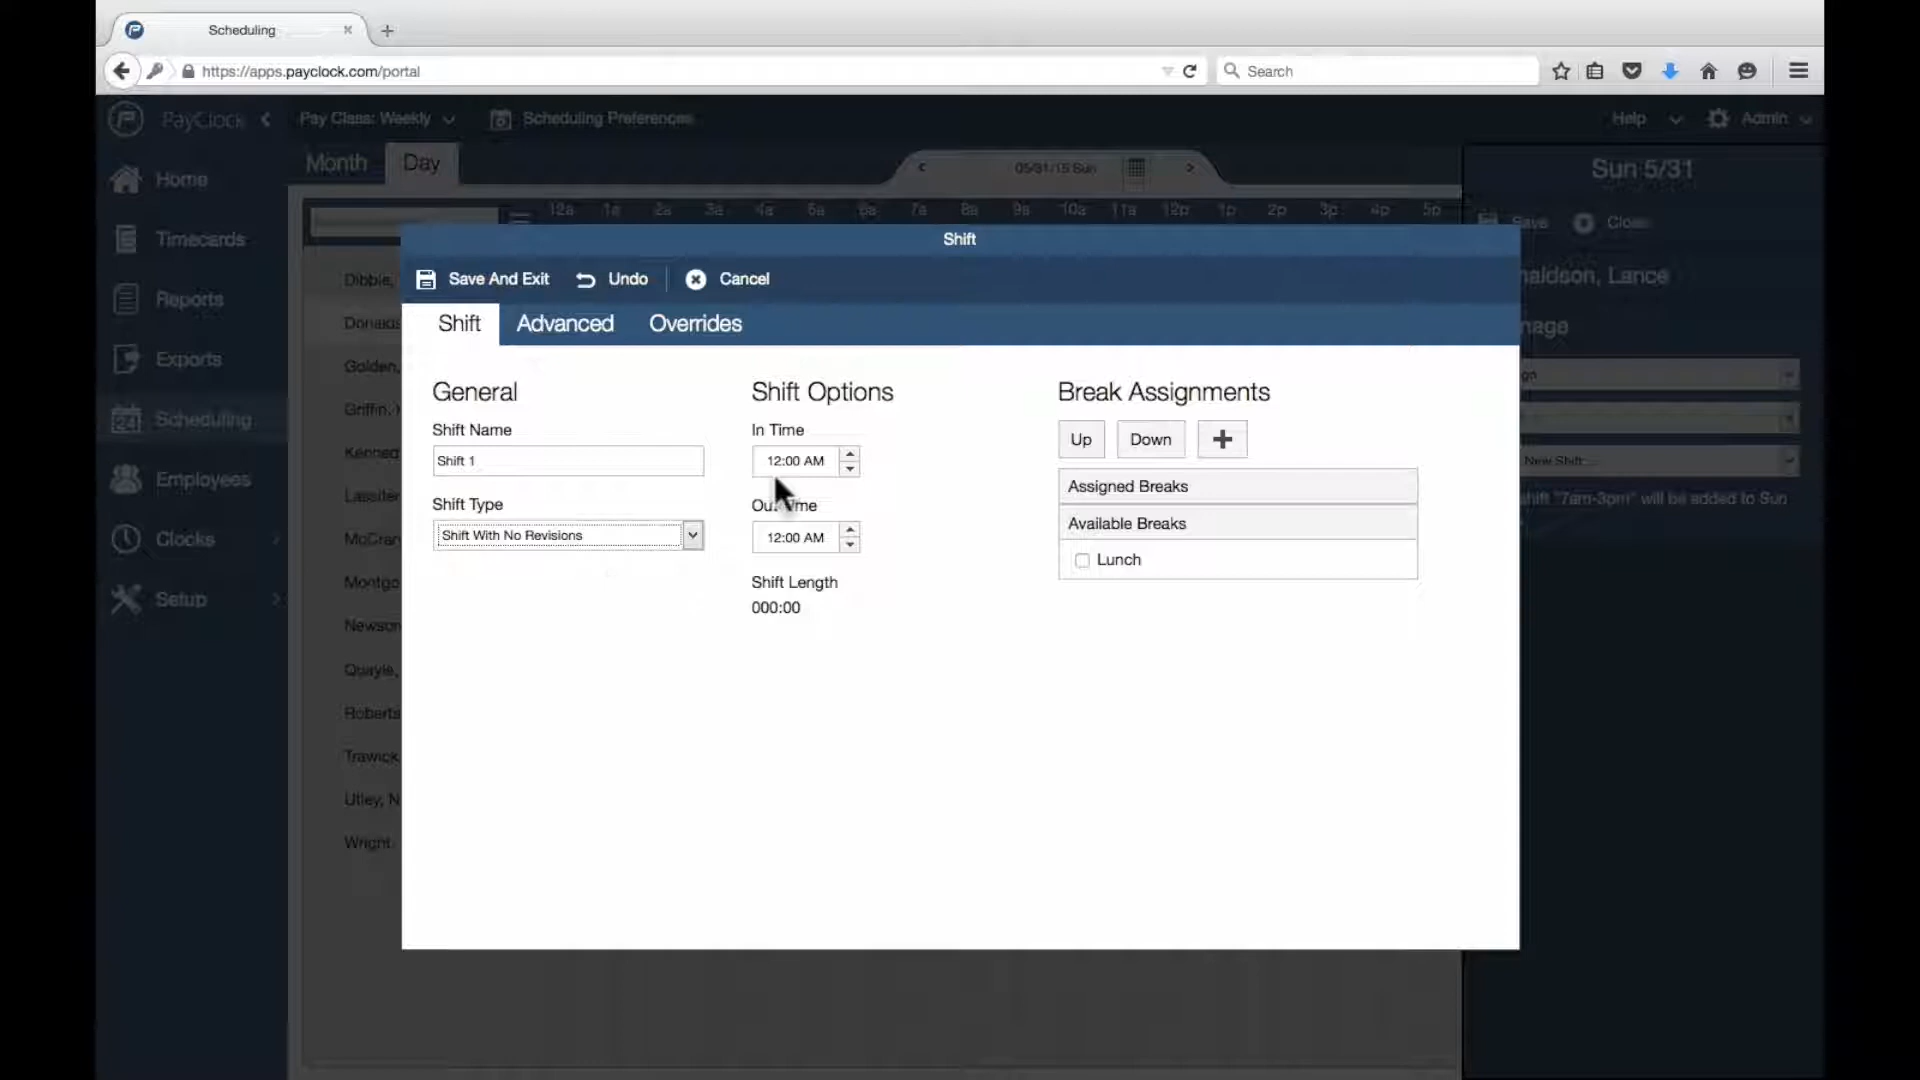 Scheduling
https://apps.payclock.com/portal
Search
PayClock
Pay Class: Weekly
Scheduling Preferences
Help
Admin
Home
Timecards
Reports
Exports
24
Scheduling
Employees
Clocks
Setup
Month
Day
05/31/15 Sun
12a 1a 2a 3a 4a 5a 6a 7a 8a 9a 10a 11a 12p 1p 2p 3p 4p 5p
Sun 5/31
Save
Close
naldson, Lance
nage
New Shift...
shift "7am-3pm" will be added to Sun
Dibble,
Donalds
Golden,
Griffin,
Kenned
Lassiter
McCran
Montgo
Newson
Quayle,
Roberts
Trawick
Utley, N
Wright
Shift
Save And Exit
Undo
Cancel
Shift
Advanced
Overrides
General
Shift Name
Shift 1
Shift Type
Shift With No Revisions
Shift Options
In Time
12:00 AM
Ou me
12:00 AM
Shift Length
000:00
Break Assignments
Up
Down
Assigned Breaks
Available Breaks
Lunch